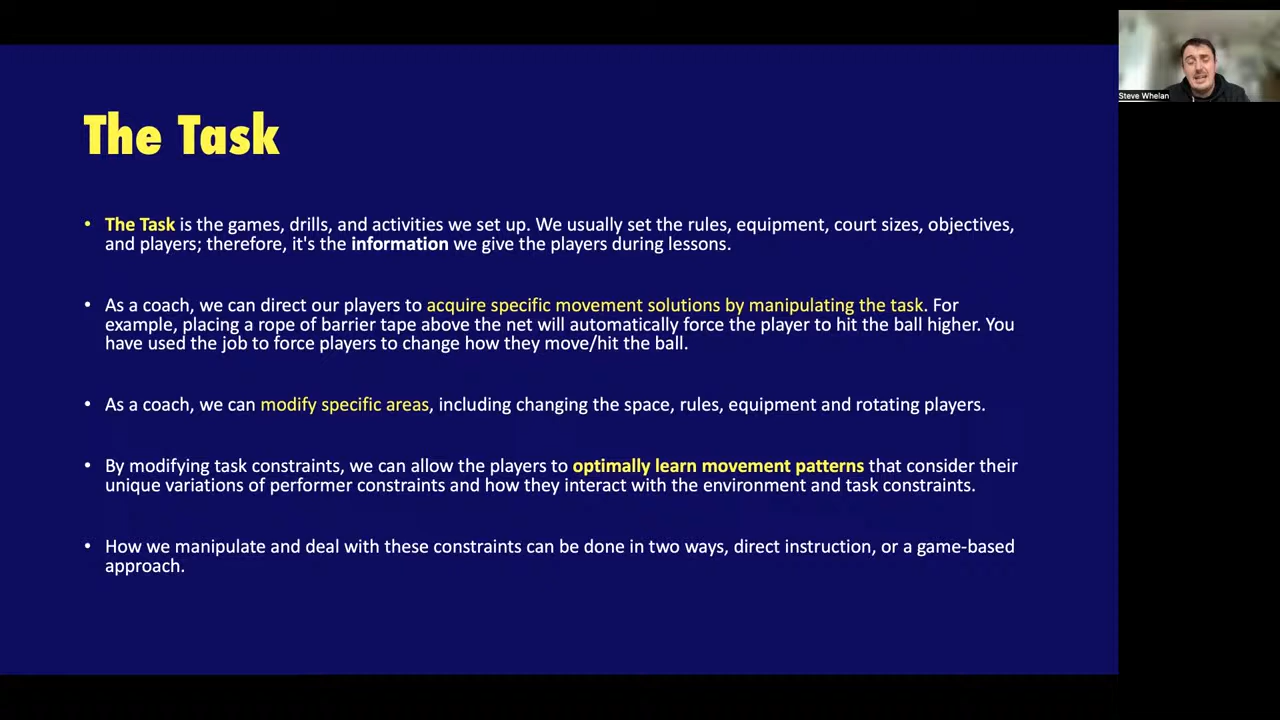 Steve Whelan
The Task
• The Task is the games, drills, and activities we set up. We usually set the rules, equipment, court sizes, objectives,
and players; therefore, it's the information we give the players during lessons.
• As a coach, we can direct our players to acquire specific movement solutions by manipulating the task. For
example, placing a rope of barrier tape above the net will automatically force the player to hit the ball higher. You
have used the job to force players to change how they move/hit the ball.
• As a coach, we can modify specific areas, including changing the space, rules, equipment and rotating players.
• By modifying task constraints, we can allow the players to optimally learn movement patterns that consider their
unique variations of performer constraints and how they interact with the environment and task constraints.
• How we manipulate and deal with these constraints can be done in two ways, direct instruction, or a game-based
approach.